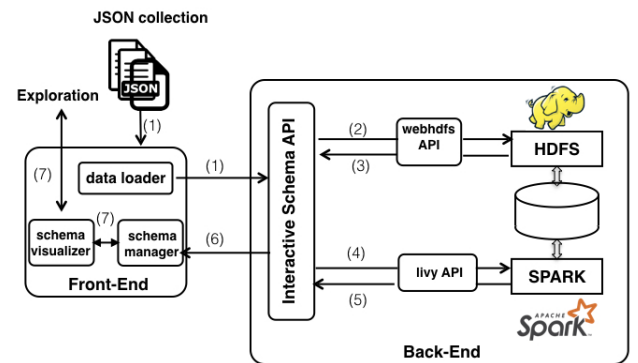 JSON collection
JSON
Exploration
(1)
(7)
data loader
(1)
schema
visualizer
(7)
schema
manager
(6)
Front-End
Interactive Schema API
(2)
(3)
webhdfs
API
HDFS
(4)
(5)
livy API
SPARK
APACHE
Spark
Back-End